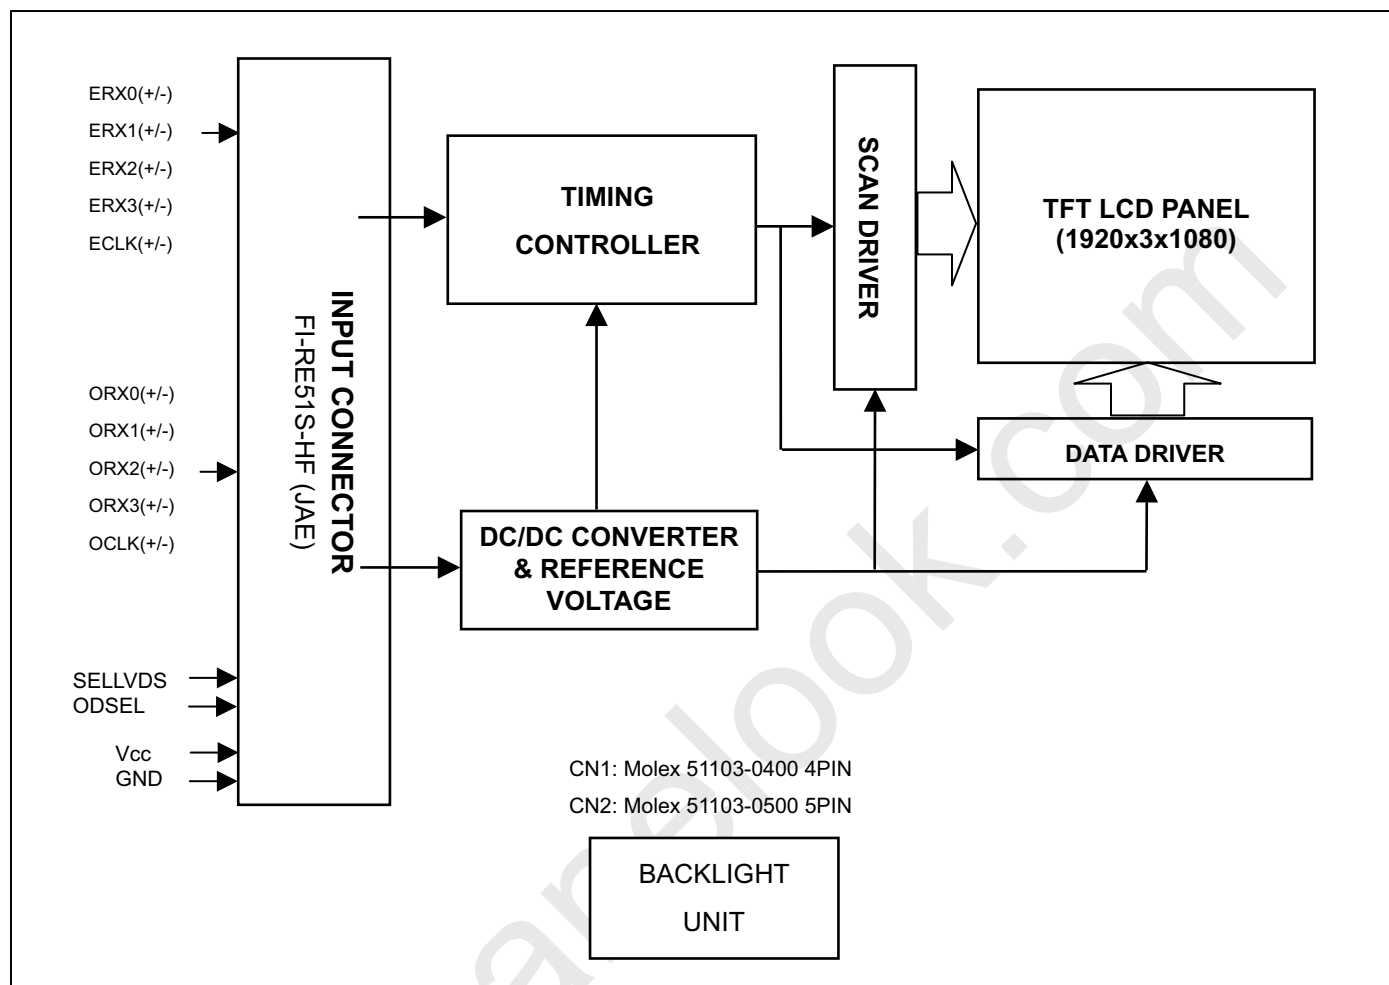 ERX0(+/-)
ERX1(+/-)
ERX2(+/-)
ERX3(+/-)
ECLK(+/-)
ORX0(+/-)
ORX1(+/-)
ORX2(+/-)
ORX3(+/-)
OCLK(+/-)
SELLVDS
ODSEL
Vcc
GND
INPUT CONNECTOR
FI-RE51S-HF (JAE)
TIMING
CONTROLLER
SCAN DRIVER
TFT LCD PANEL
(1920x3x1080)
DATA DRIVER
DC/DC CONVERTER
& REFERENCE
VOLTAGE
CN1: Molex 51103-0400 4PIN
CN2: Molex 51103-0500 5PIN
BACKLIGHT
UNIT
anelook.com